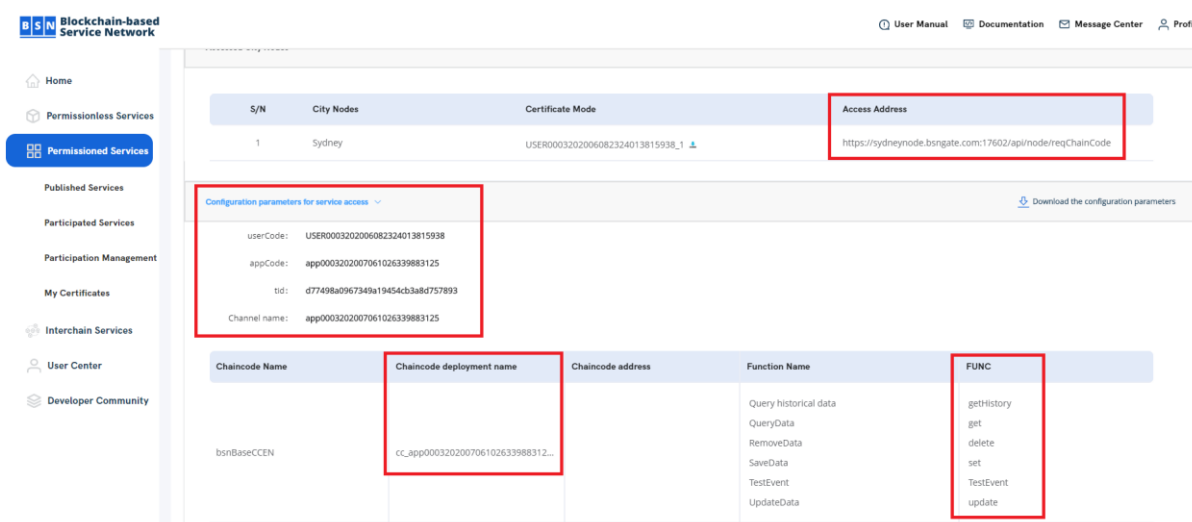 BSN Blockchain-based
Service Network
User Manual Documentation Message Center Profi
Home
Permissionless Services
Permissioned Services
Published Services
Participated Services
Participation Management
My Certificates
Interchain Services
User Center
Developer Community
S/N City Nodes Certificate Mode Access Address
1 Sydney USER0003202006082324013815938_1 https://sydneynode.bsngate.com:17602/api/node/reqChainCode
Configuration parameters for service access Download the configuration parameters
userCode: USER0003202006082324013815938
appCode: app0003202007061026339883125
tid: d77498a0967349a19454cb3a8d757893
Channel name: app0003202007061026339883125
Chaincode Name Chaincode deployment name Chaincode address Function Name FUNC
bsnBaseCCEN cc_app000320200706102633988312...
Query historical data getHistory
QueryData get
RemoveData delete
SaveData set
TestEvent TestEvent
UpdateData update